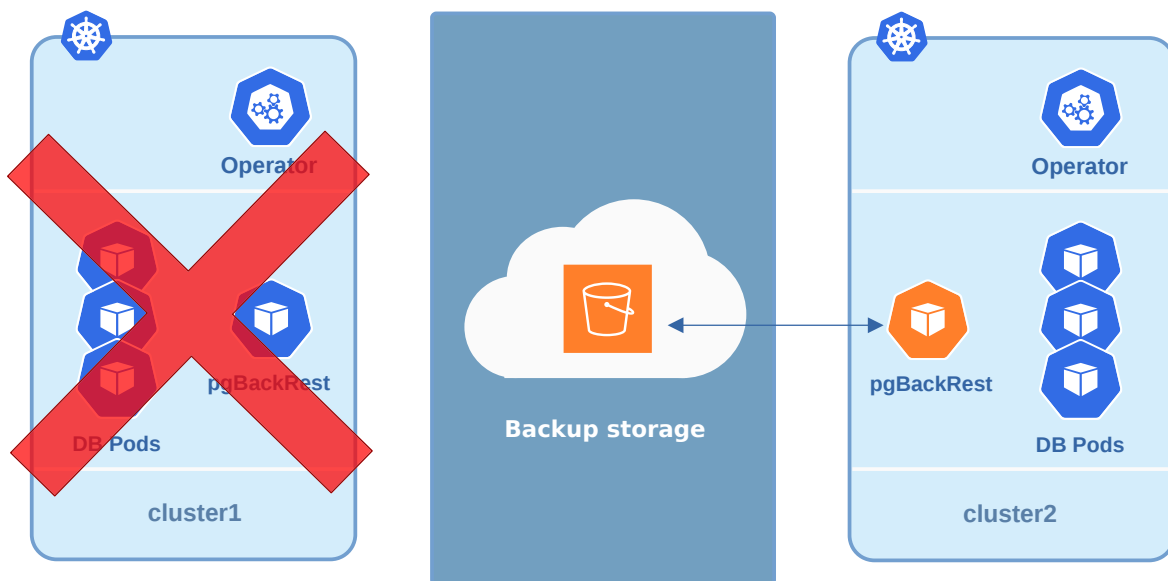 Operator
pgBackRest
DB Pods
cluster1
Backup storage
Operator
pgBackRest
DB Pods
cluster2